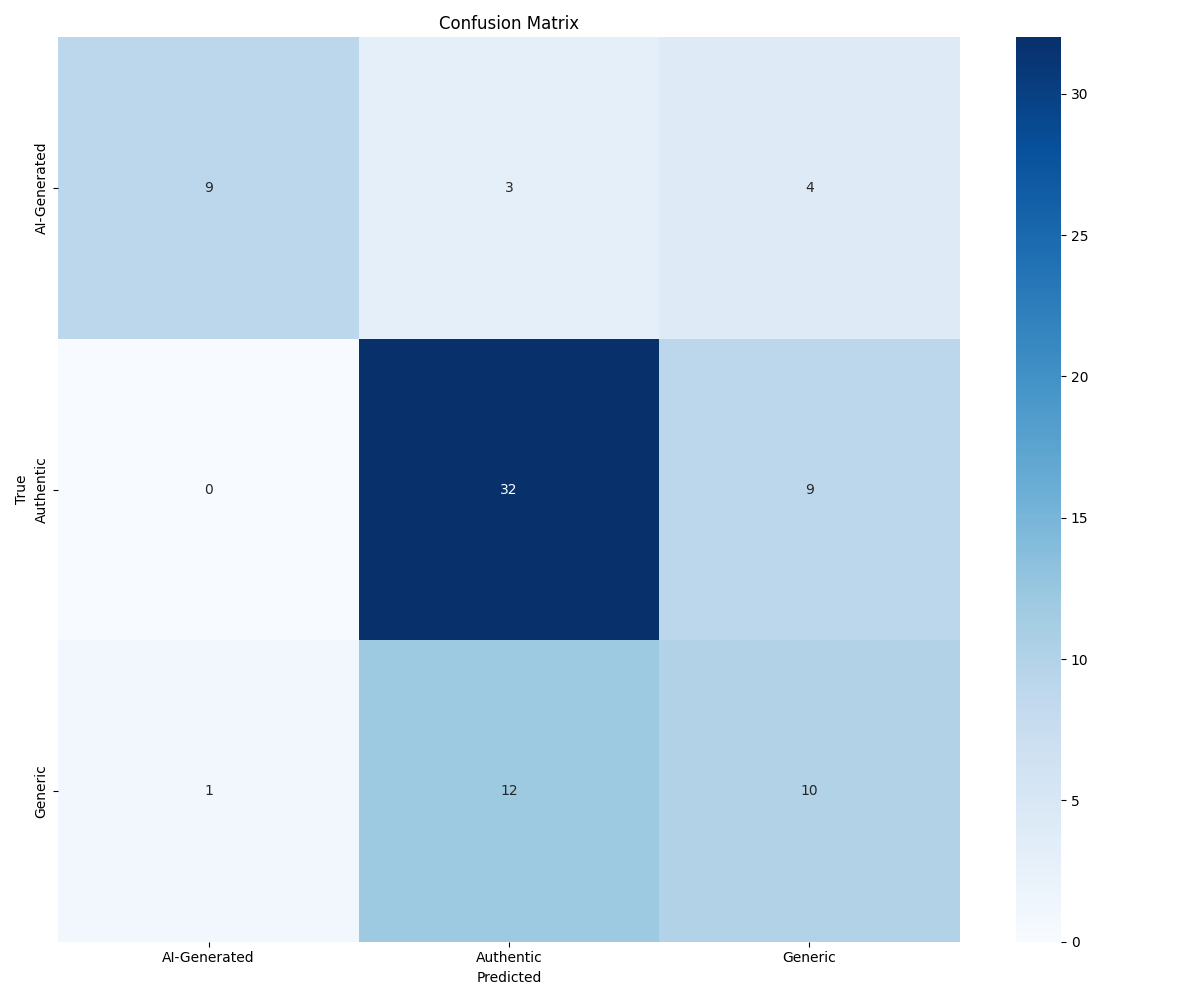 Confusion Matrix
True
AI-Generated
Authentic
Generic
9 3 4
0 32 9
1 12 10
AI-Generated Authentic Generic
Predicted
30
25
20
15
10
5
0